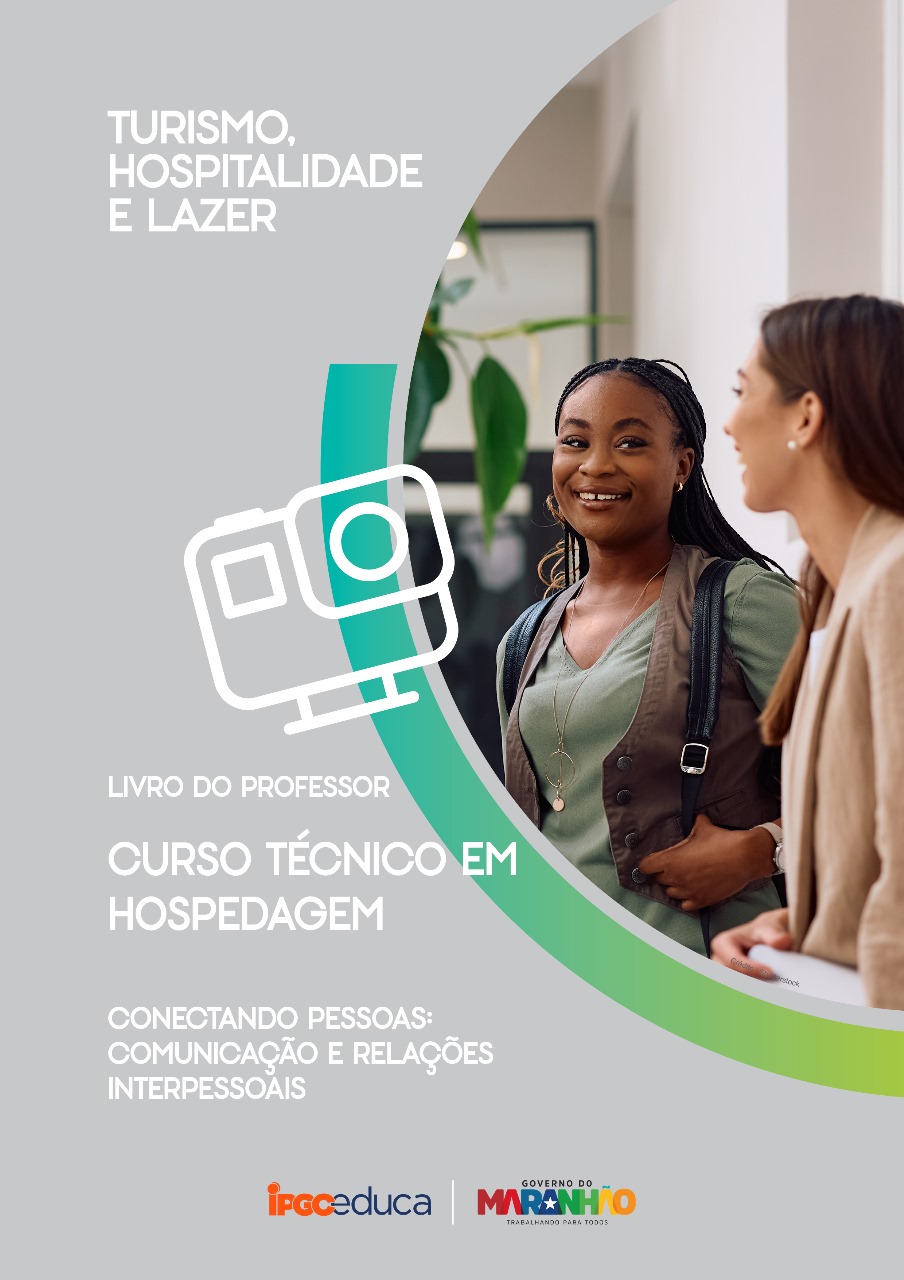 TURISMO,
HOSPITALIDADE
E LAZER
LIVRO DO PROFESSOR
CURSO TÉCNICO EM
HOSPEDAGEM
CONECTANDO PESSOAS:
COMUNICAÇÃO E RELAÇÕES
INTERPESSOAIS
iPGCeduca
GOVERNO DO
MARANHÃO
TRABALHANDO PARA TODOS